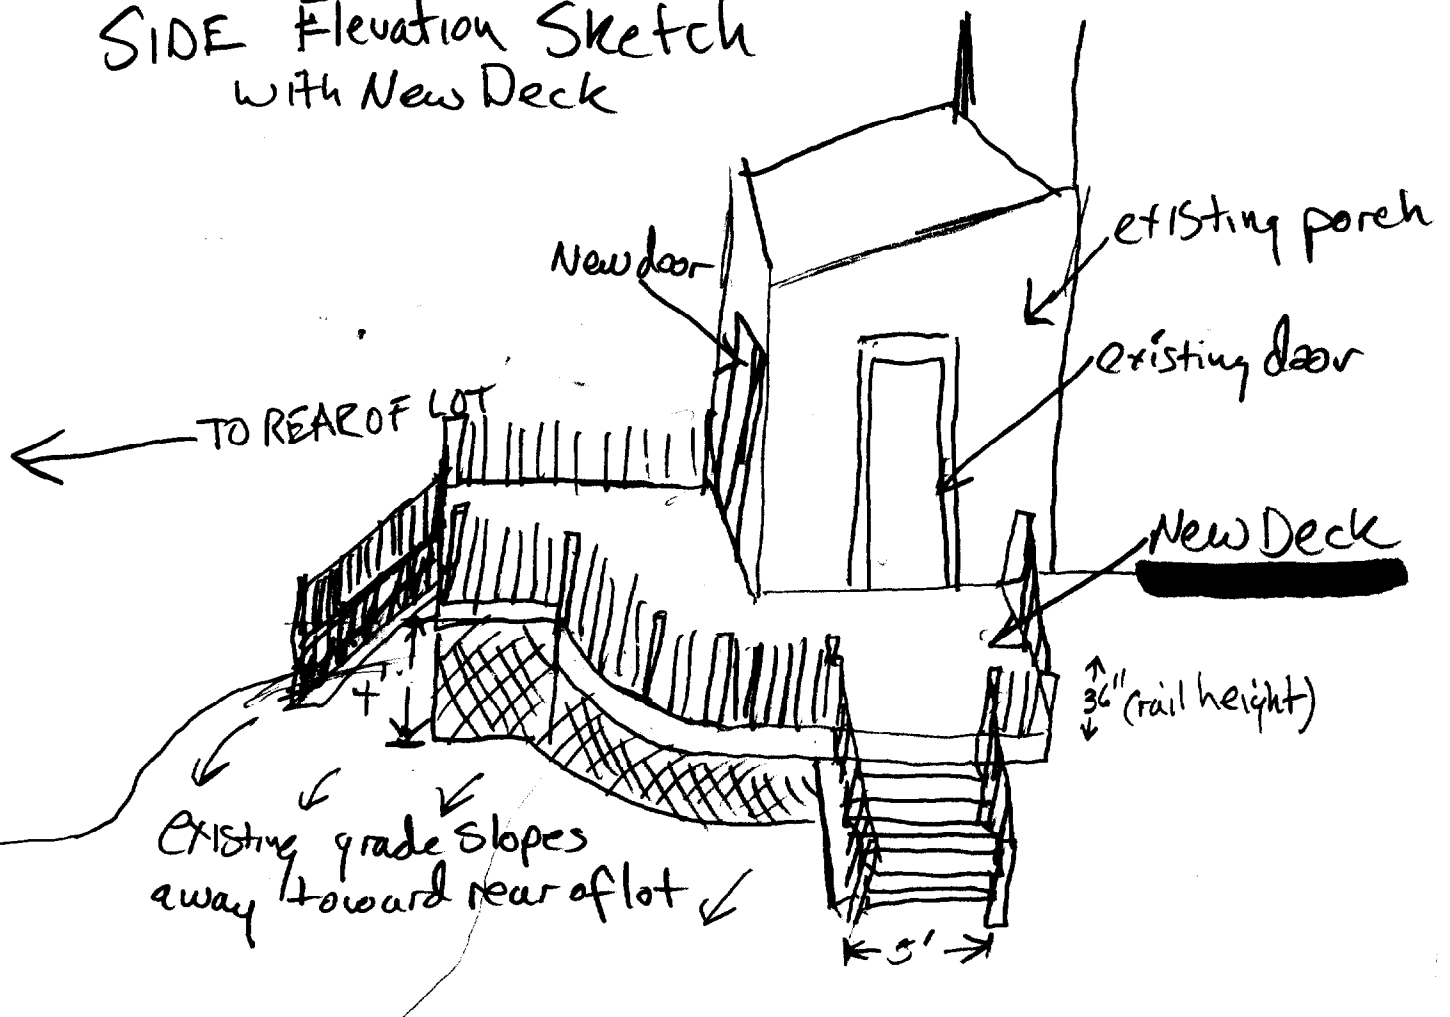 SIDE Elevation Sketch
with New Deck
existing porch
New door
existing door
TO REAR OF LOT
New Deck
36" (rail height)
4'
existing grade slopes
away toward rear of lot